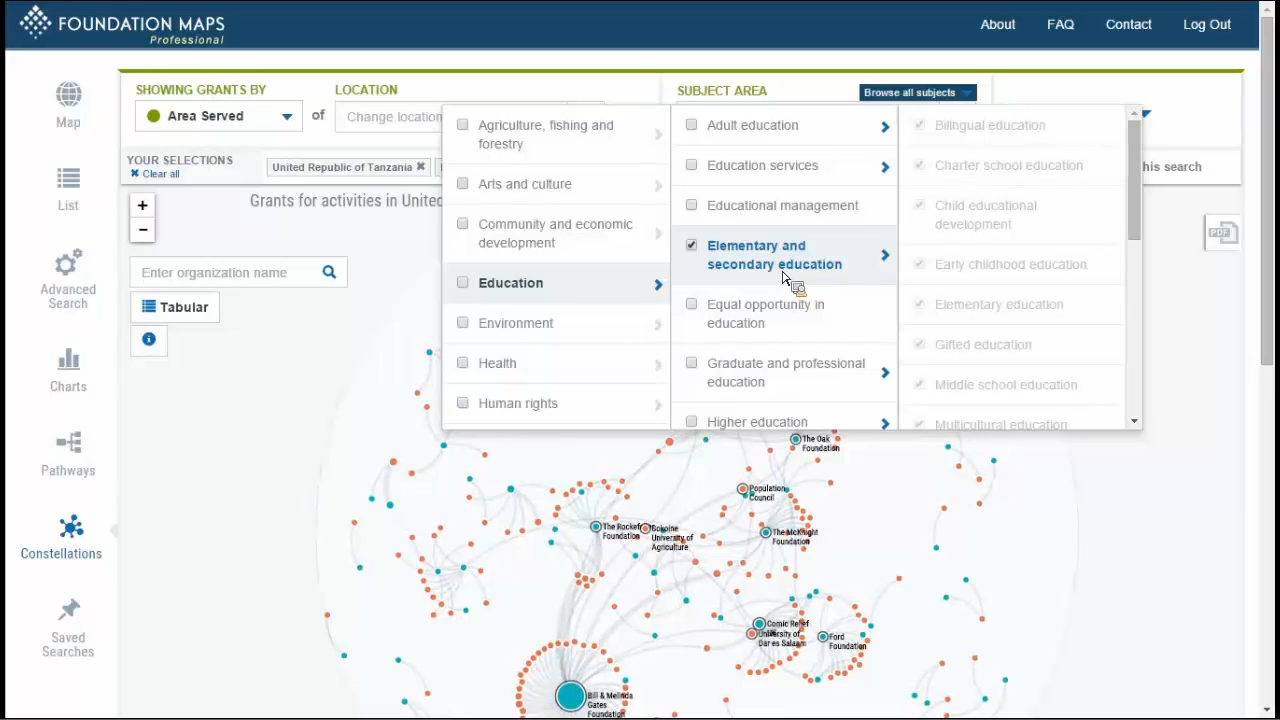 FOUNDATION MAPS
Professional
About
FAQ
Contact
Log Out
SHOWING GRANTS BY
LOCATION
SUBJECT AREA
Browse all subjects
Area Served
of
Change location
YOUR SELECTIONS
Clear all
United Republic of Tanzania
his search
Grants for activities in United
+
−
PDF
Enter organization name
Tabular
Map
List
Advanced
Search
Charts
Pathways
Constellations
Saved
Searches
Agriculture, fishing and
forestry
Arts and culture
Community and economic
development
Education
Environment
Health
Human rights
Adult education
Education services
Educational management
Elementary and
secondary education
Equal opportunity in
education
Graduate and professional
education
Higher education
Bilingual education
Charter school education
Child educational
development
Early childhood education
Elementary education
Gifted education
Middle school education
Multicultural education
The Oak
Foundation
Population
Council
The Rockef
Foundation
Sokoine
University of
Agriculture
The McKnight
Foundation
Comic Relief
University of
Dar es Salaam
Ford
Foundation
Bill & Melinda
Gates
Foundation